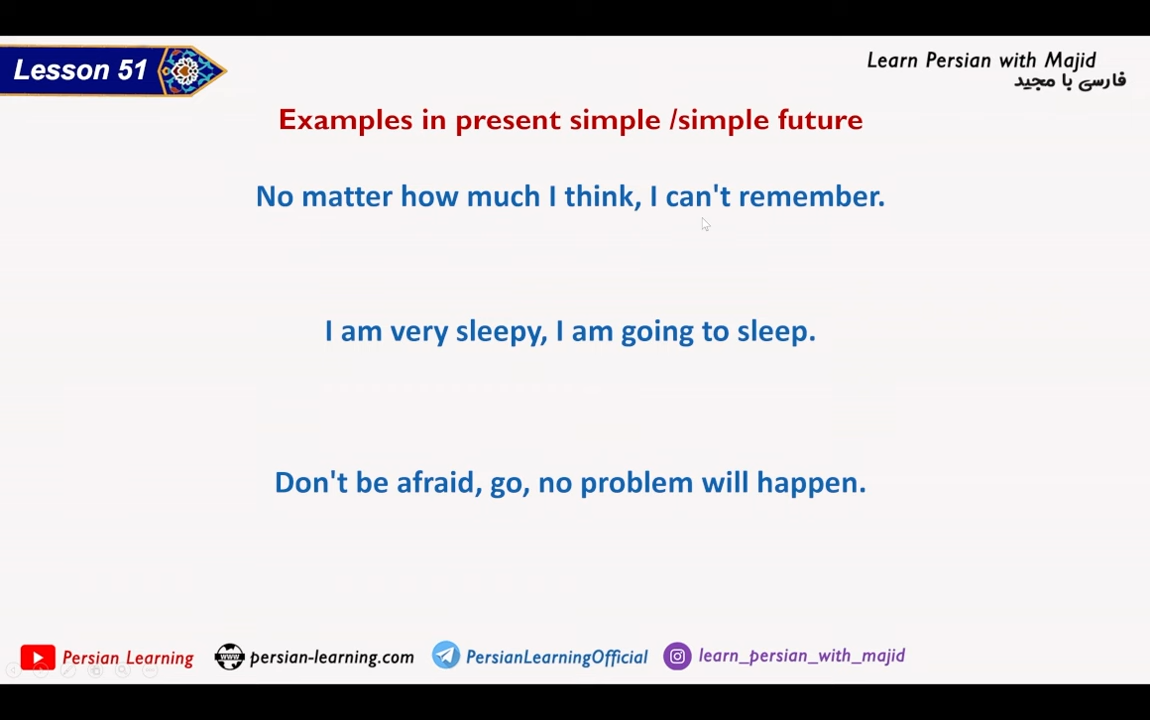 Lesson 51
Learn Persian with Majid
فارسی با مجید
Examples in present simple /simple future
No matter how much I think, I can't remember.
I am very sleepy, I am going to sleep.
Don't be afraid, go, no problem will happen.
Persian Learning www persian-learning.com PersianLearningOfficial learn_persian_with_majid